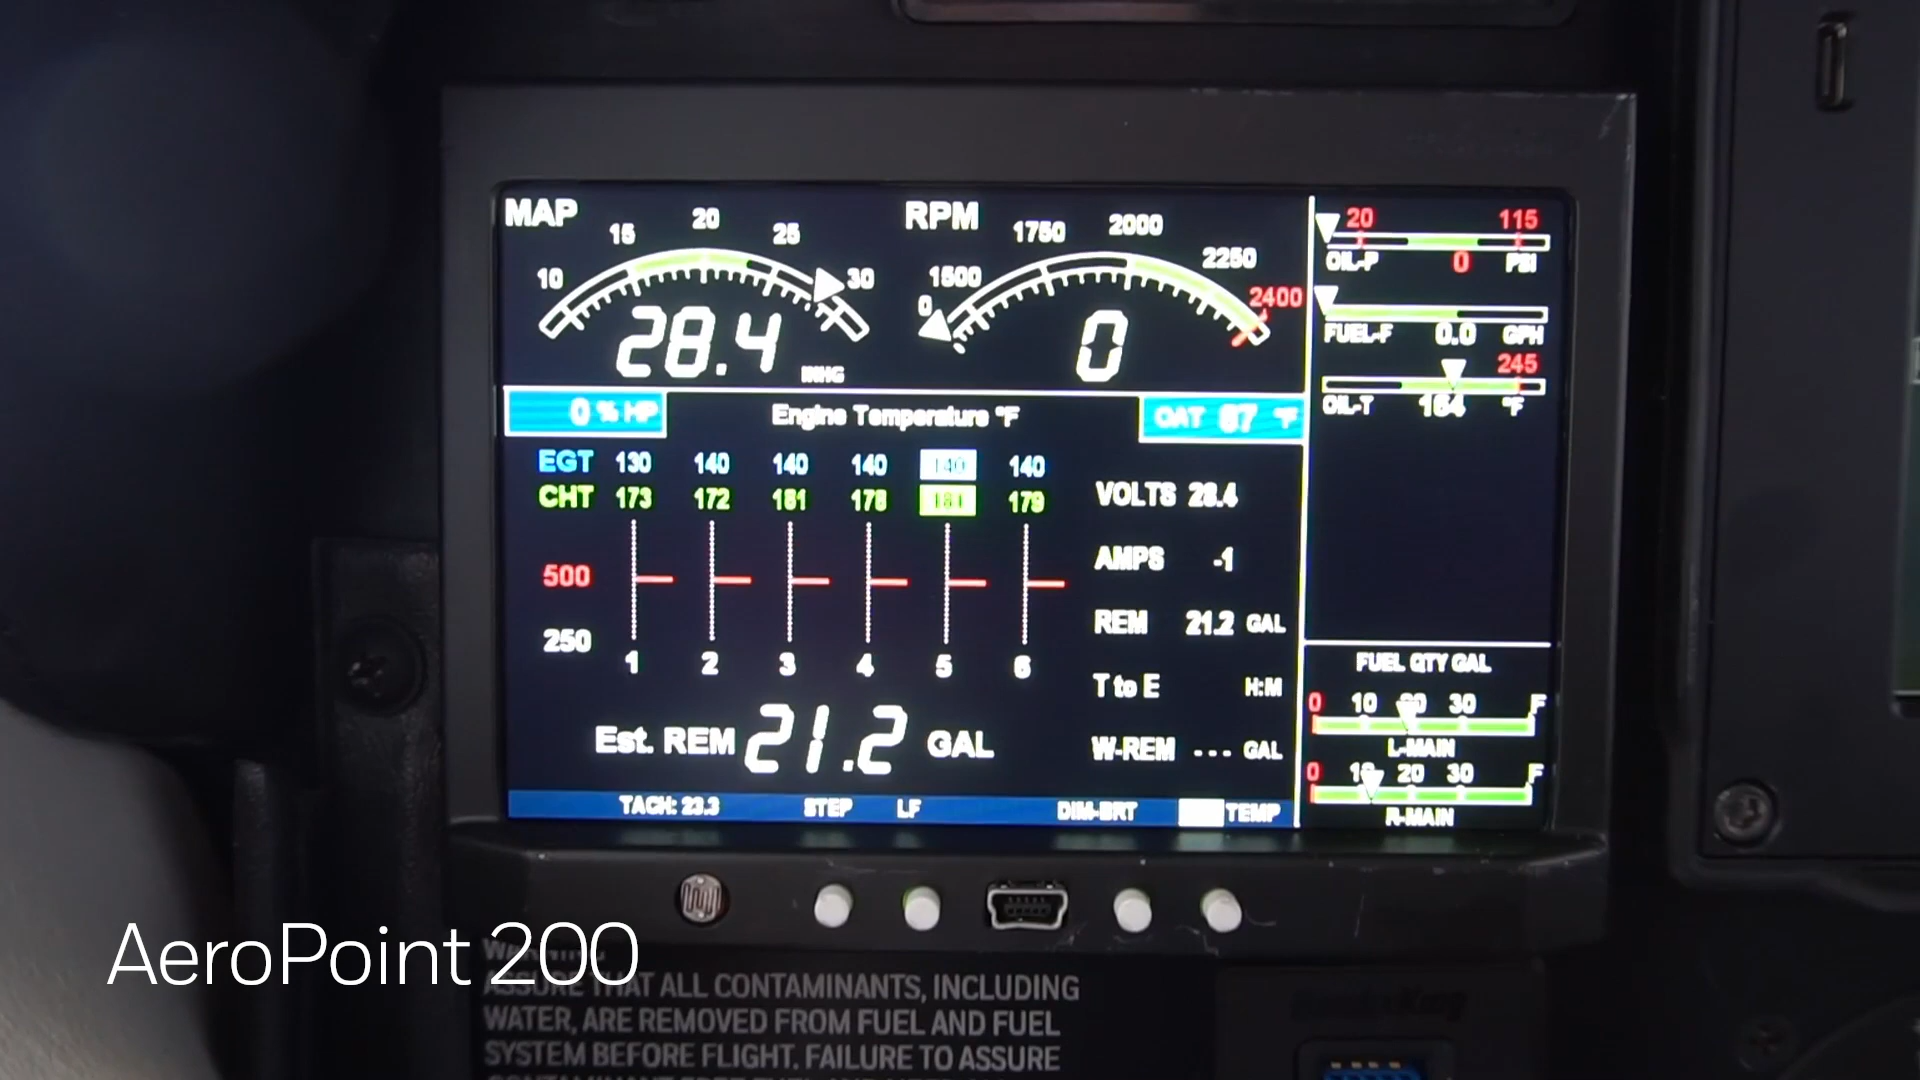 MAP
10 15 20 25 30
28.4
INHG
RPM
0 1500 1750 2000 2250 2400
0
20 115
OIL-P 0 PSI
FUEL-F 0.0 GPH
245
OIL-T 164 °F
0 % HP
Engine Temperature °F
OAT 67 °F
EGT 130 140 140 140 140 140
CHT 173 172 181 178 181 179
500
250
1 2 3 4 5 6
VOLTS 28.4
AMPS -1
REM 21.2 GAL
T to E H:M
W-REM --- GAL
Est. REM 21.2 GAL
FUEL QTY GAL
0 10 20 30 F
L-MAIN
0 10 20 30 F
R-MAIN
TACH: 23.3 STEP LF DIM-BRT TEMP
AeroPoint 200
WARNING
ASSURE THAT ALL CONTAMINANTS, INCLUDING
WATER, ARE REMOVED FROM FUEL AND FUEL
SYSTEM BEFORE FLIGHT. FAILURE TO ASSURE